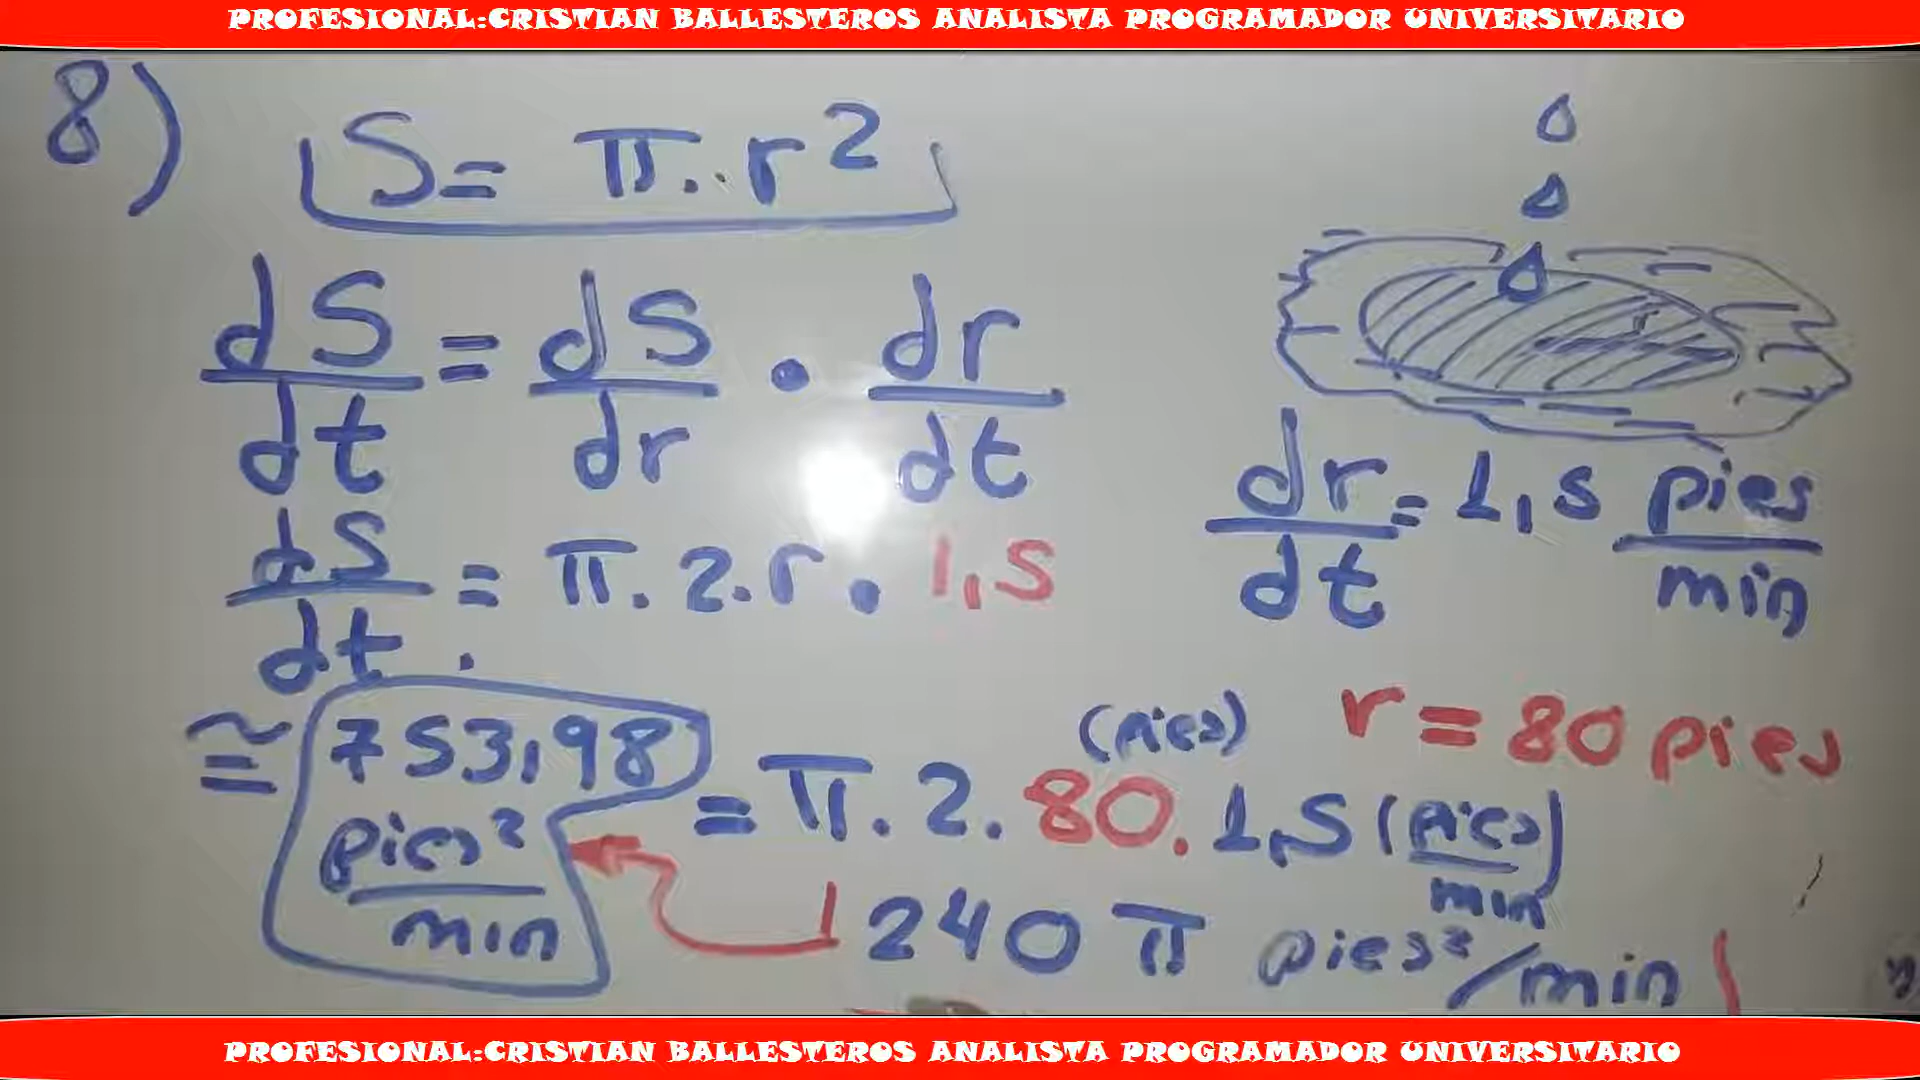 PROFESIONAL:CRISTIAN BALLESTEROS ANALISTA PROGRAMADOR UNIVERSITARIO
8)
S = π . r²
dS/dt = dS/dr • dr/dt
dr/dt = 1,5 pies/min
dS/dt = π . 2 . r • 1,5
r = 80 pies
≅ 753,98 pies²/min = π . 2 . 80 (pies) . 1,5 (pies/min)
240 π pies²/min
PROFESIONAL:CRISTIAN BALLESTEROS ANALISTA PROGRAMADOR UNIVERSITARIO